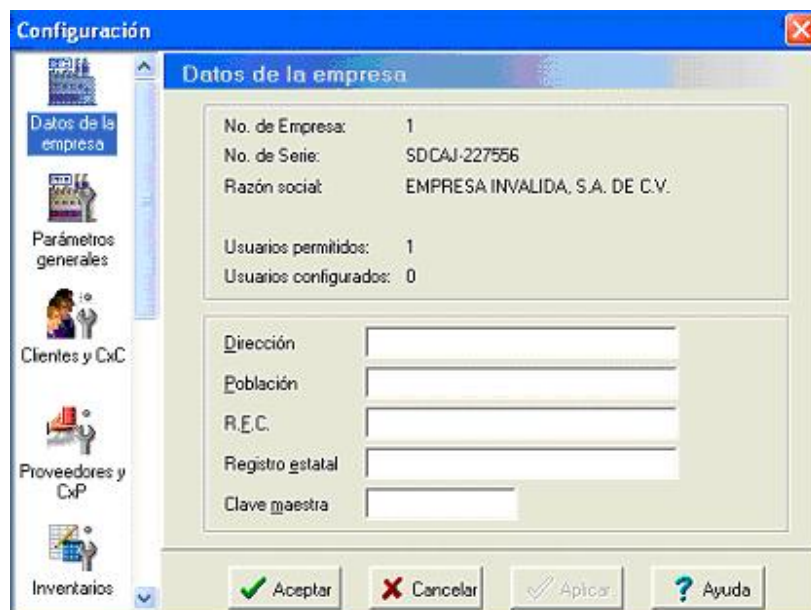 Configuración
Datos de la
empresa
Parámetros
generales
Clientes y CxC
Proveedores y
CxP
Inventarios
Datos de la empresa
No. de Empresa: 1
No. de Serie: SDCAJ-227556
Razón social: EMPRESA INVALIDA, S.A. DE C.V.
Usuarios permitidos: 1
Usuarios configurados: 0
Dirección
Población
R.F.C.
Registro estatal
Clave maestra
Aceptar
Cancelar
Aplicar
Ayuda